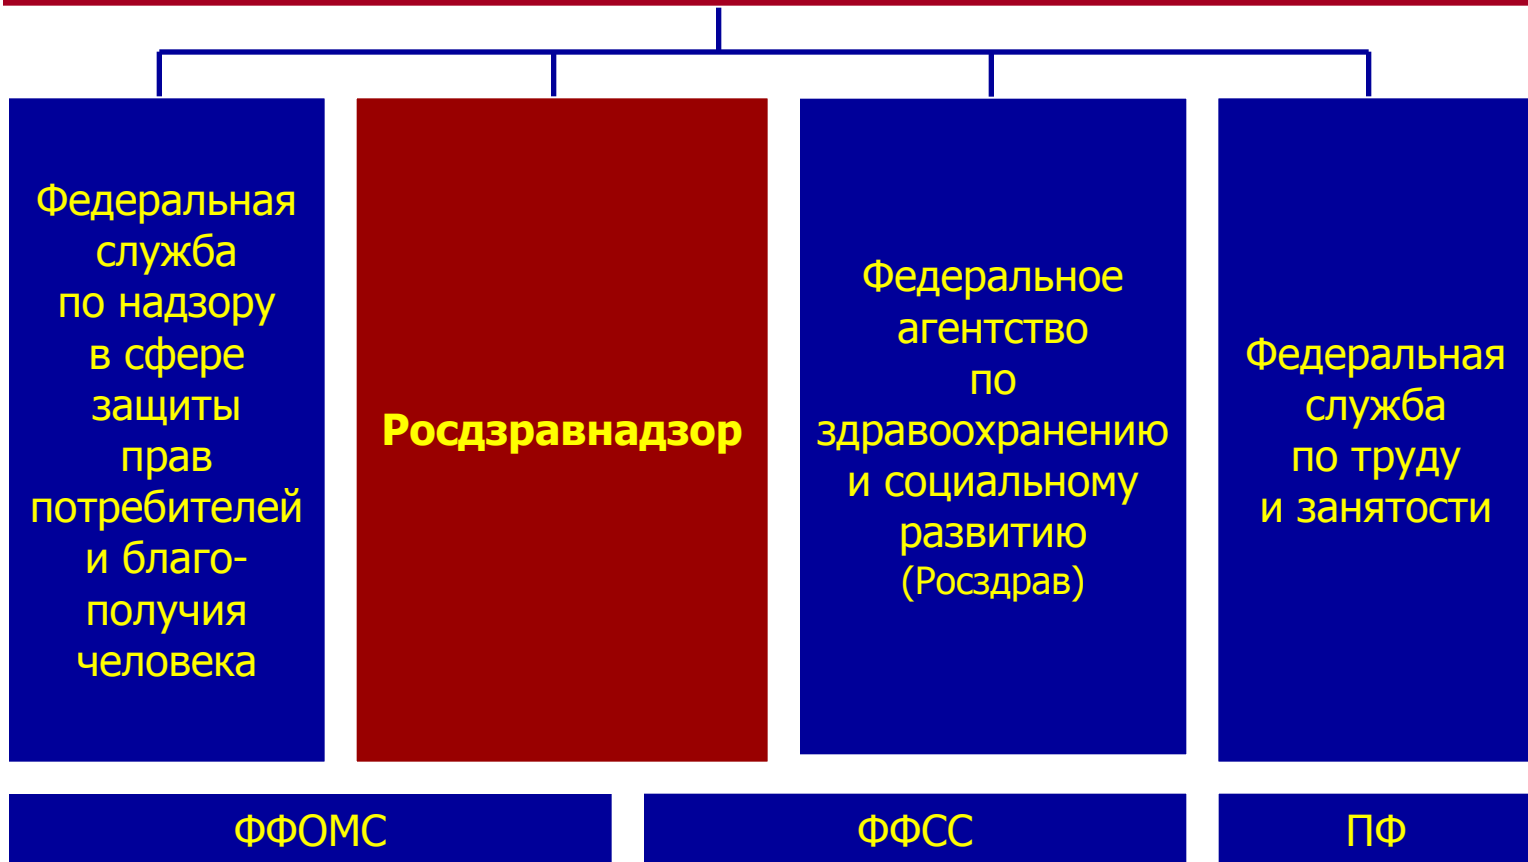 Федеральная
служба
по надзору
в сфере
защиты
прав
потребителей
и благо-
получия
человека
Росдзравнадзор
Федеральное
агентство
по
здравоохранению
и социальному
развитию
(Росздрав)
Федеральная
служба
по труду
и занятости
ФФОМС
ФФСС
ПФ